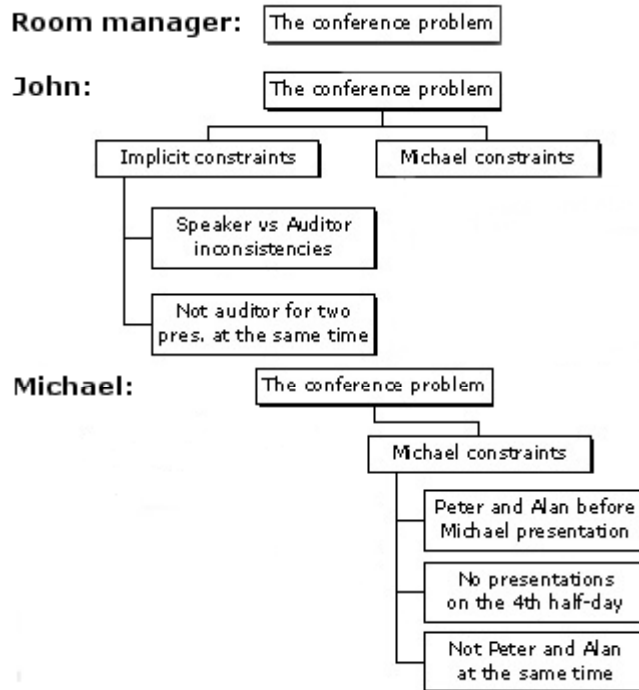 Room manager:
The conference problem
John:
The conference problem
Implicit constraints
Michael constraints
Speaker vs Auditor
inconsistencies
Not auditor for two
pres. at the same time
Michael:
The conference problem
Michael constraints
Peter and Alan before
Michael presentation
No presentations
on the 4th half-day
Not Peter and Alan
at the same time